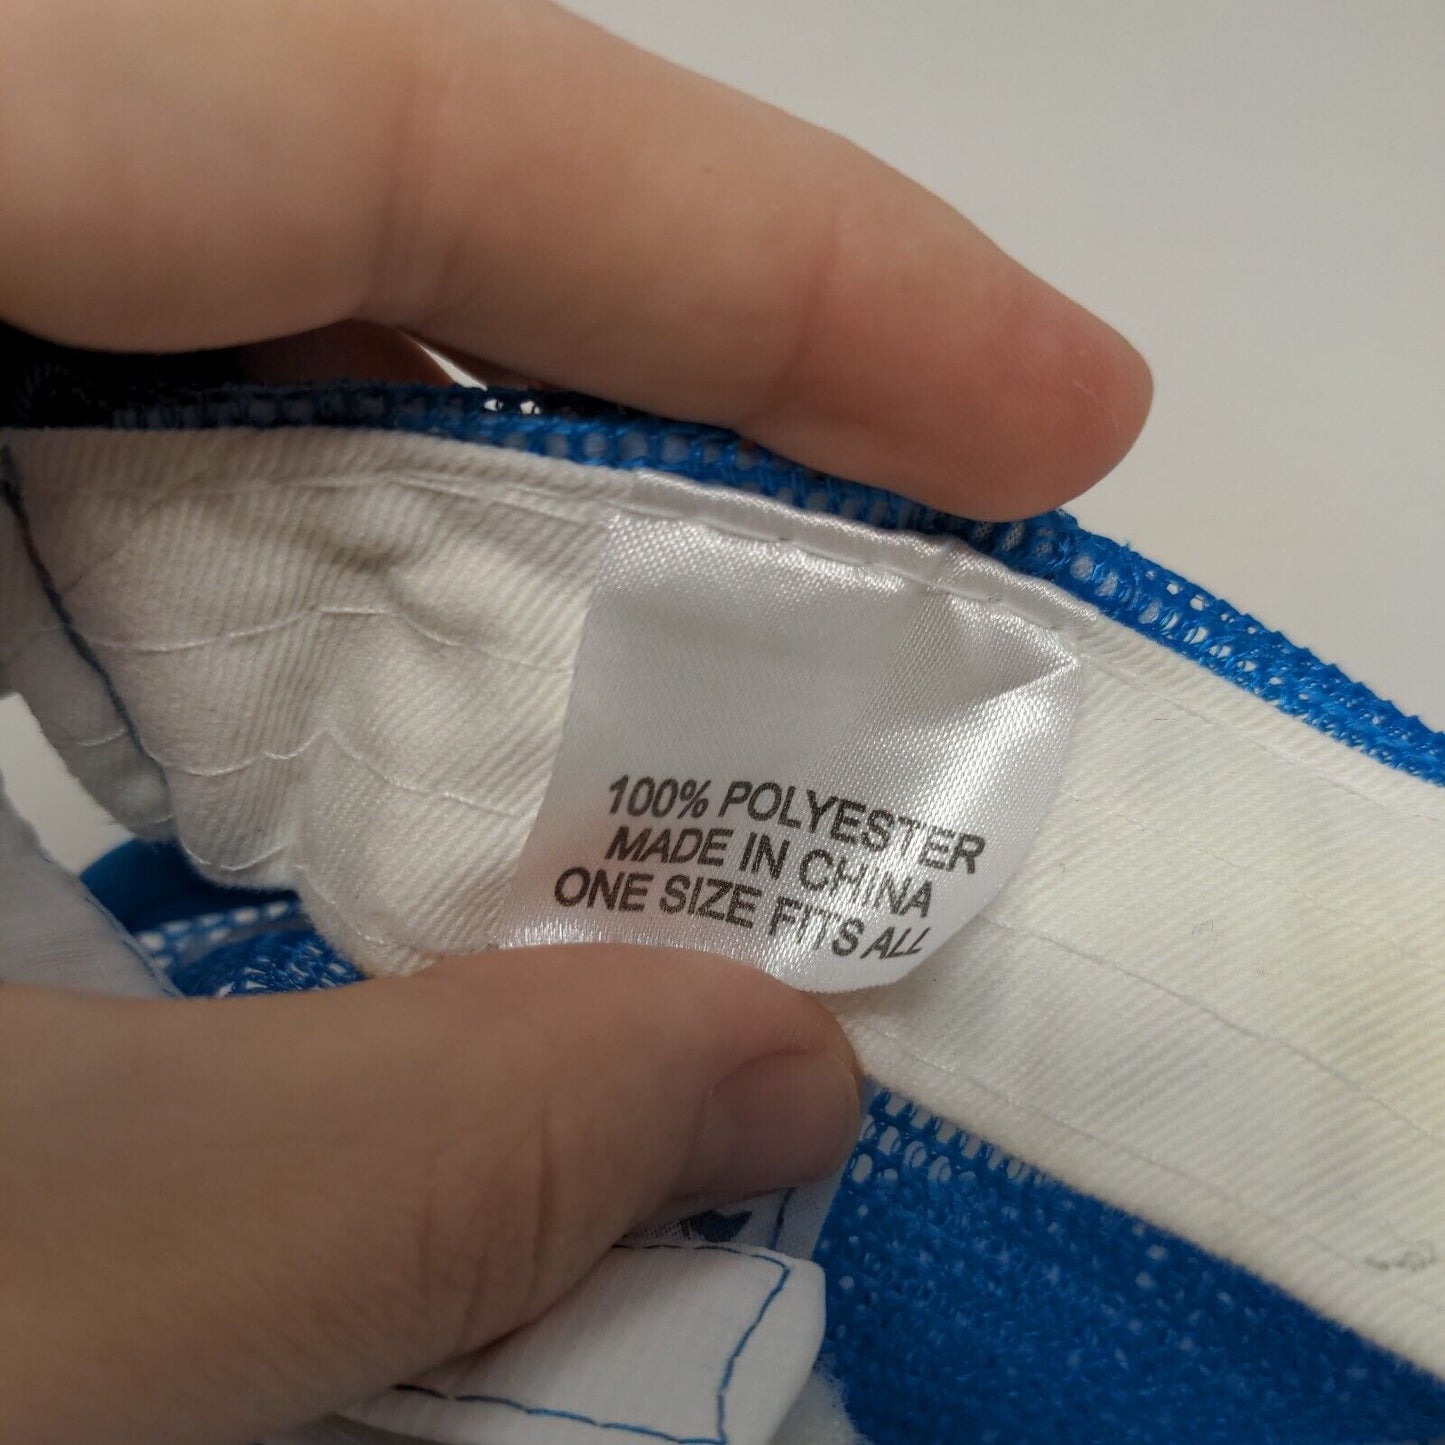 100% POLYESTER
MADE IN CHINA
ONE SIZE FITS ALL